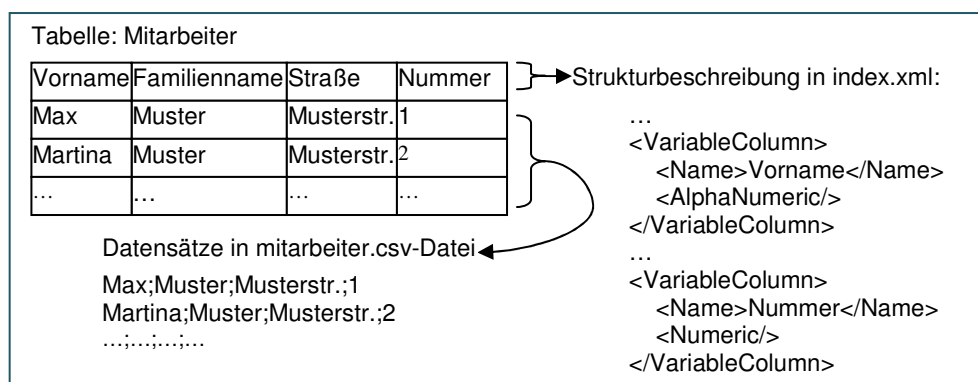 Tabelle: Mitarbeiter
Vorname Familienname Straße Nummer
Max Muster Musterstr. 1
Martina Muster Musterstr. 2
… … … …
Datensätze in mitarbeiter.csv-Datei
Max;Muster;Musterstr.;1
Martina;Muster;Musterstr.;2
…;…;…;…
Strukturbeschreibung in index.xml:
…
<VariableColumn>
<Name>Vorname</Name>
<AlphaNumeric/>
</VariableColumn>
…
<VariableColumn>
<Name>Nummer</Name>
<Numeric/>
</VariableColumn>